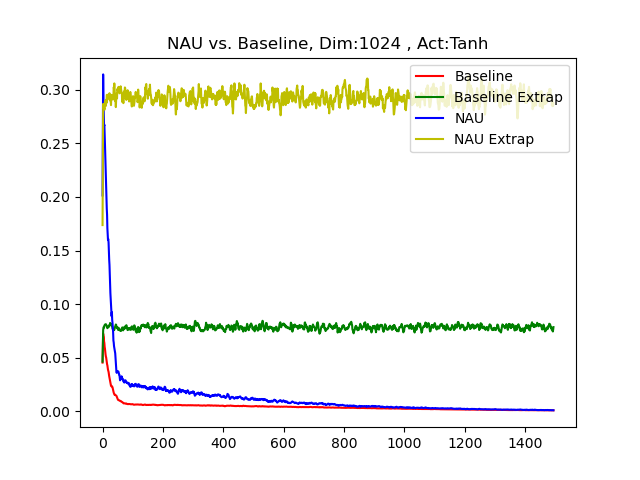 NAU vs. Baseline, Dim:1024 , Act:Tanh
Baseline
Baseline Extrap
NAU
NAU Extrap
0.30
0.25
0.20
0.15
0.10
0.05
0.00
0 200 400 600 800 1000 1200 1400